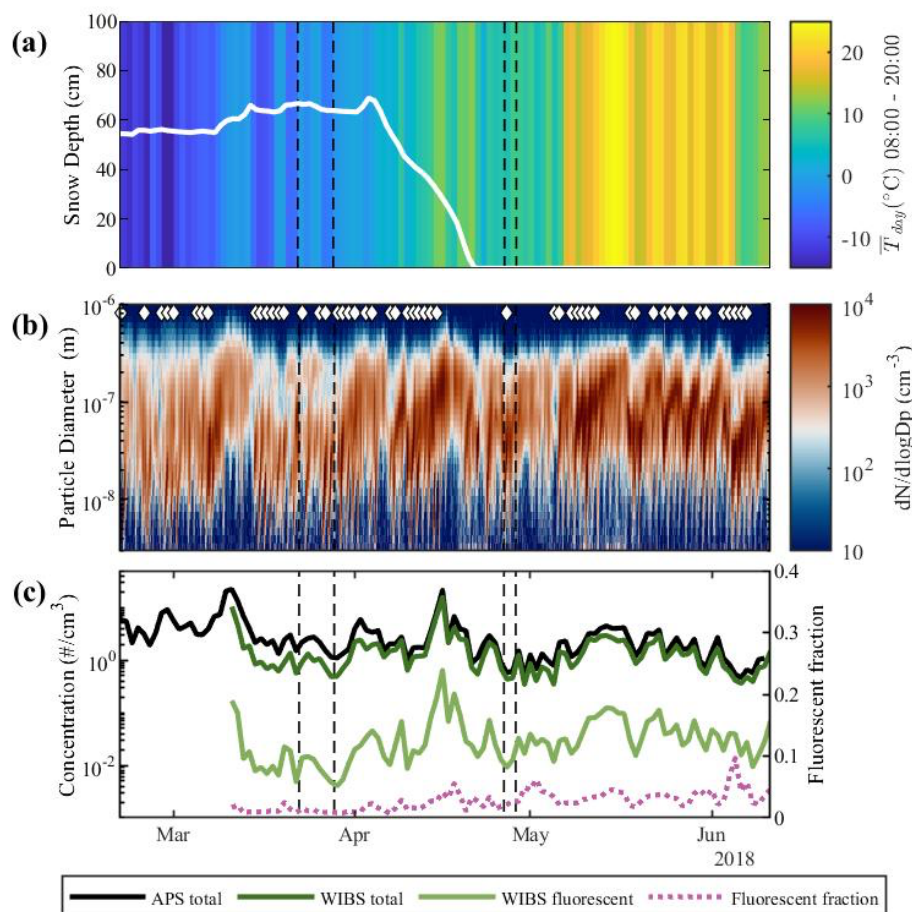 (a)
100
80
60
40
20
0
Snow Depth (cm)
20
10
0
-10
T day (°C) 08:00 - 20:00
(b)
10-6
10-7
10-8
Particle Diameter (m)
10⁴
10³
10²
10
dN/dlogDp (cm-3)
(c)
10⁰
10-2
Concentration (#/cm³)
0.4
0.3
0.2
0.1
0
Fluorescent fraction
Mar Apr May Jun
2018
APS total WIBS total WIBS fluorescent Fluorescent fraction